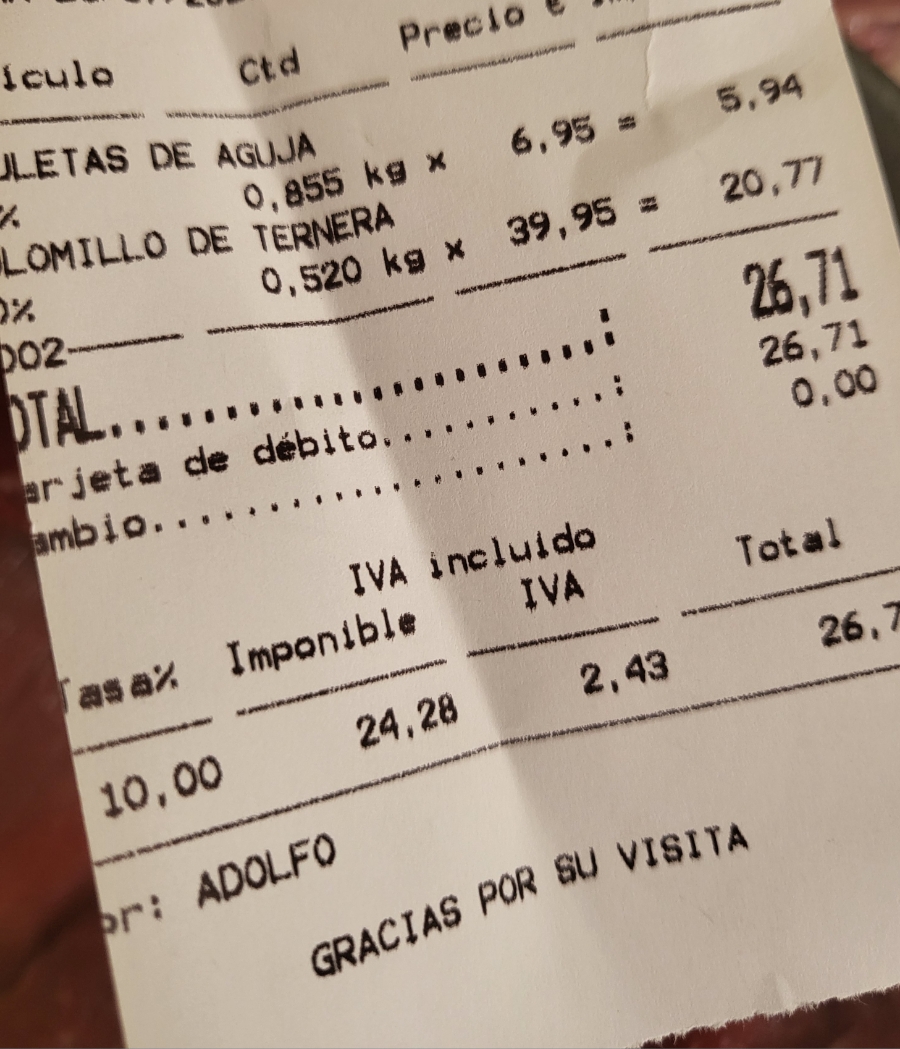 ículo Ctd Precio €
ULETAS DE AGUJA
0,855 kg x 6,95 = 5,94
%
LOMILLO DE TERNERA
0,520 kg x 39,95 = 20,77
0%
002
OTAL....................: 26,71
arjeta de débito..........: 26,71
ambio....................: 0,00
IVA incluido
Tasa% Imponible IVA Total
10,00 24,28 2,43 26,7
or: ADOLFO
GRACIAS POR SU VISITA